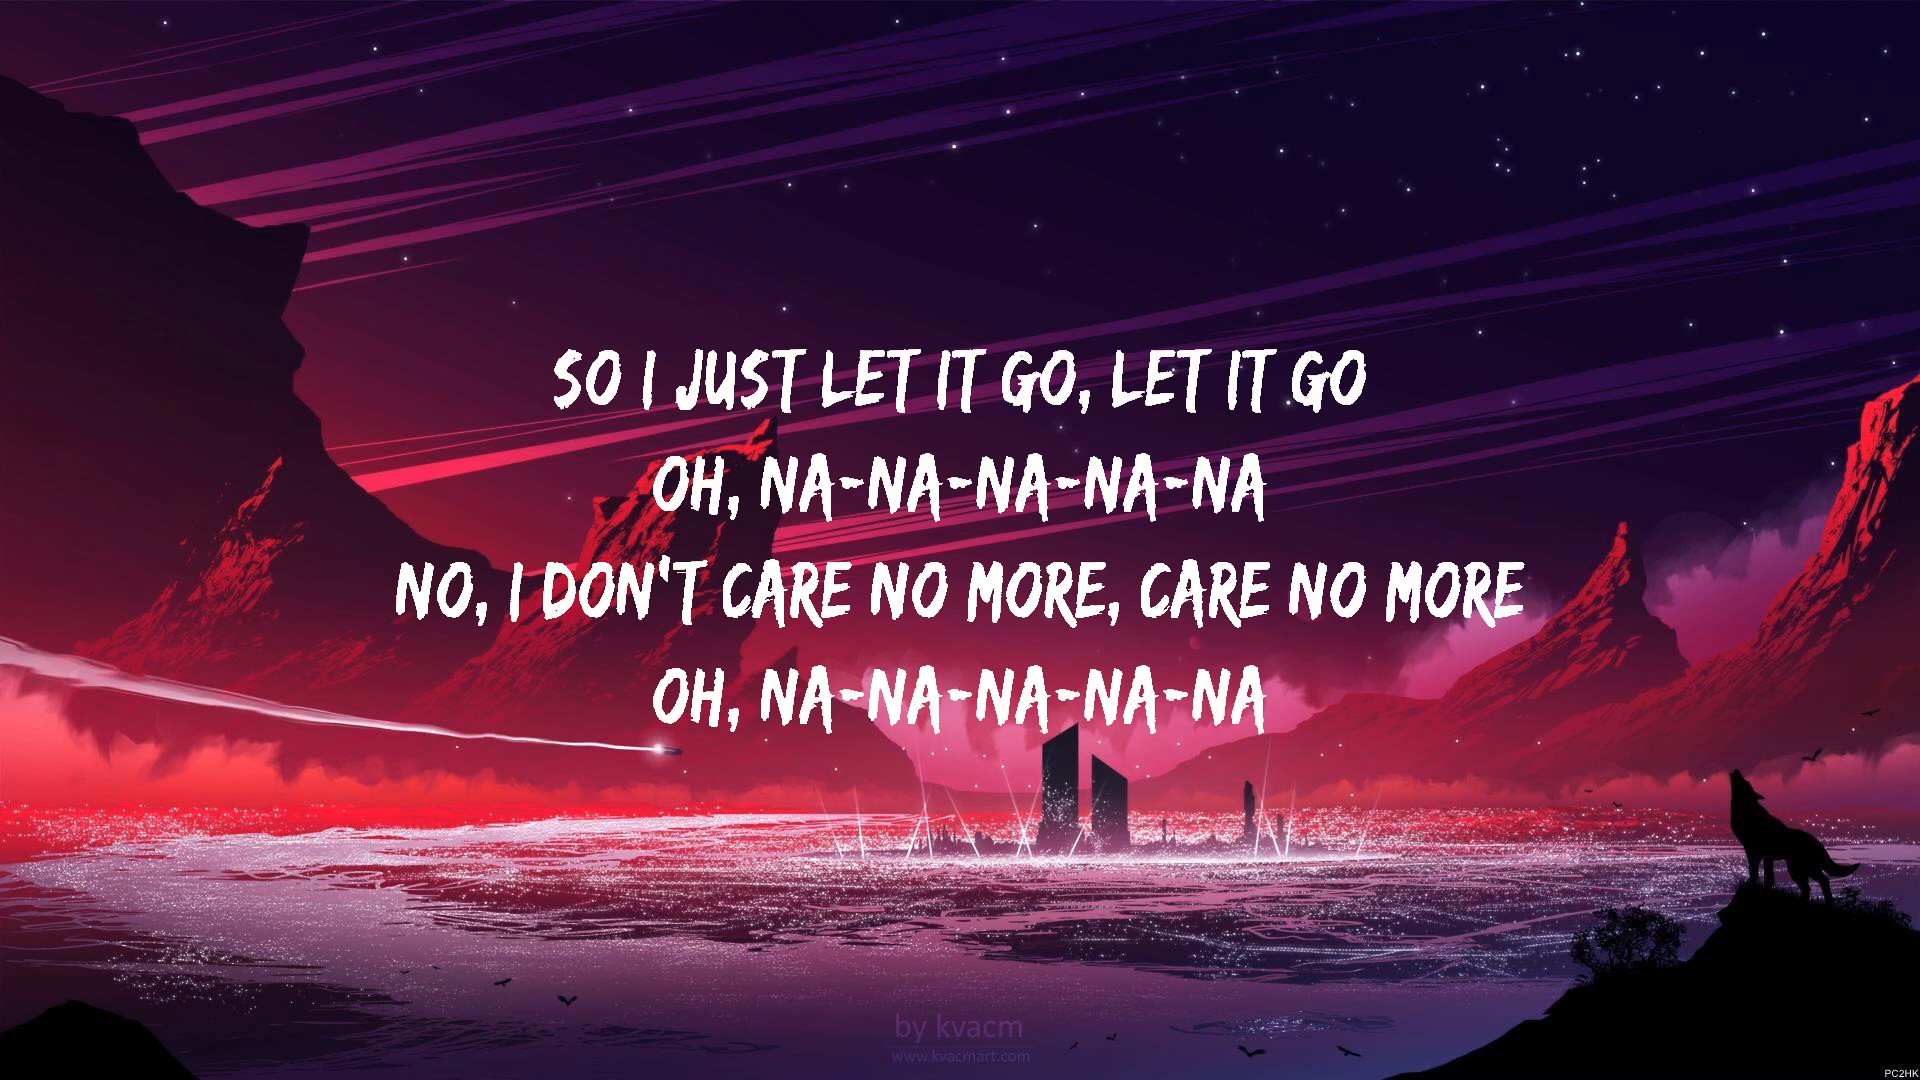 SO I JUST LET IT GO, LET IT GO
OH, NA-NA-NA-NA-NA
NO, I DON'T CARE NO MORE, CARE NO MORE
OH, NA-NA-NA-NA-NA
by kvacm
www.kvacmart.com
PC2HK